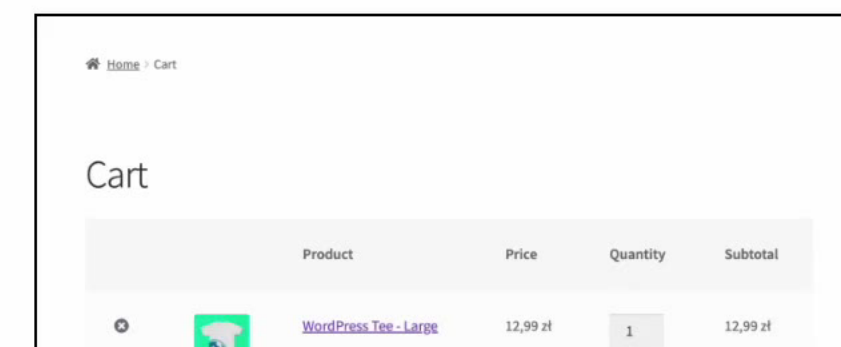 Home > Cart
Cart
Product Price Quantity Subtotal
WordPress Tee - Large 12,99 zł 1 12,99 zł